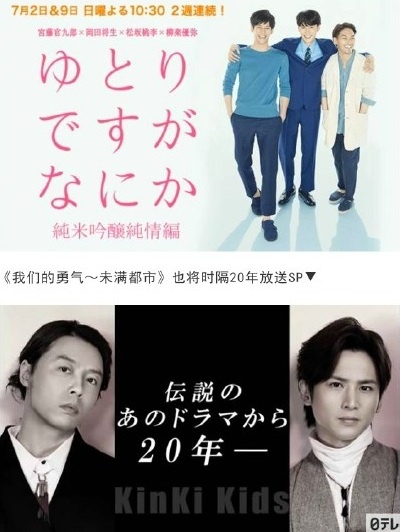 7月2日&9日 日曜よる10:30 2週連続!
宮藤官九郎×岡田将生×松坂桃李×柳楽優弥
ゆとり
ですが
なにか
純米吟醸純情編
《我们的勇气～未满都市》也将时隔20年放送SP▼
伝説の
あのドラマから
20年—
KinKi Kids
日テレ